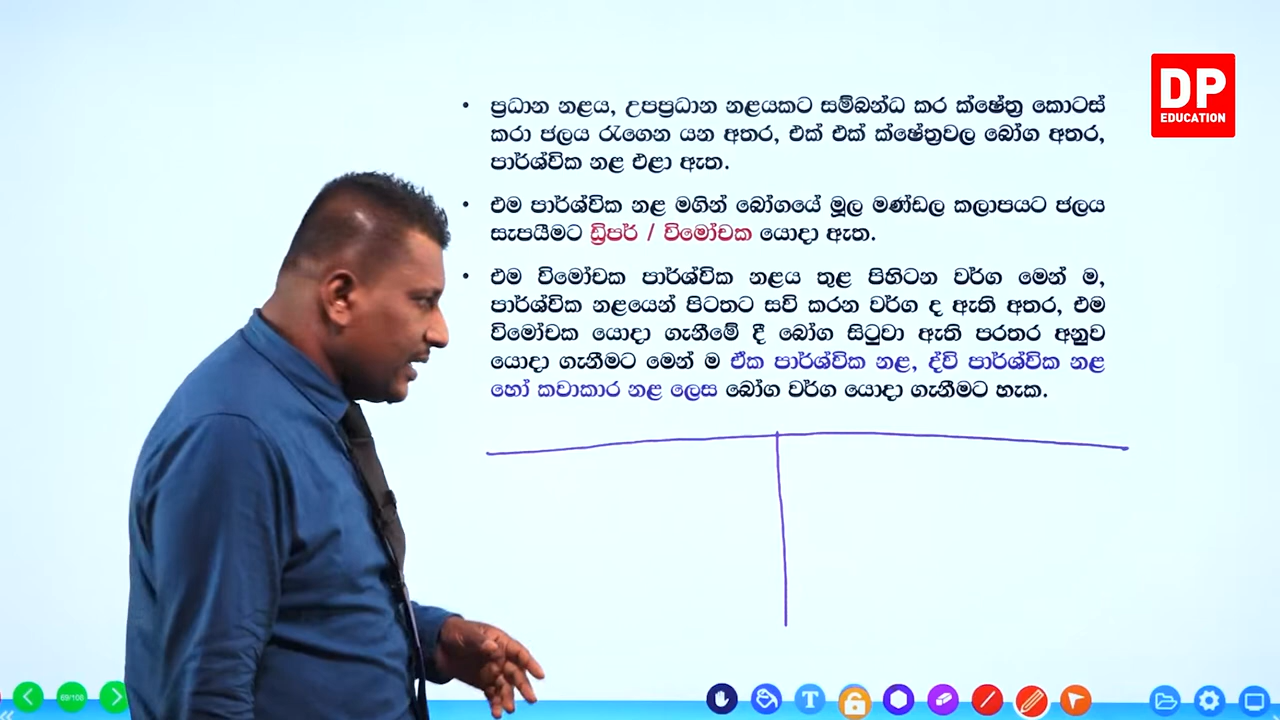 DP
EDUCATION
• ප්‍රධාන නළය, උපප්‍රධාන නළයකට සම්බන්ධ කර ක්ෂේත්‍ර කොටස්
කරා ජලය රැගෙන යන අතර, එක් එක් ක්ෂේත්‍රවල බෝග අතර,
පාර්ශ්වික නළ එළා ඇත.
• එම පාර්ශ්වික නළ මගින් බෝගයේ මූල මණ්ඩල කලාපයට ජලය
සැපයීමට ඩ්‍රිපර් / විමෝචක යොදා ඇත.
• එම විමෝචක පාර්ශ්වික නළය තුළ පිහිටන වර්ග මෙන් ම,
පාර්ශ්වික නළයෙන් පිටතට සවි කරන වර්ග ද ඇති අතර, එම
විමෝචක යොදා ගැනීමේ දී බෝග සිටුවා ඇති පරතර අනුව
යොදා ගැනීමට මෙන් ම ඒක පාර්ශ්වික නළ, ද්වි පාර්ශ්වික නළ
හෝ කවාකාර නළ ලෙස බෝග වර්ග යොදා ගැනීමට හැක.
69/108
T